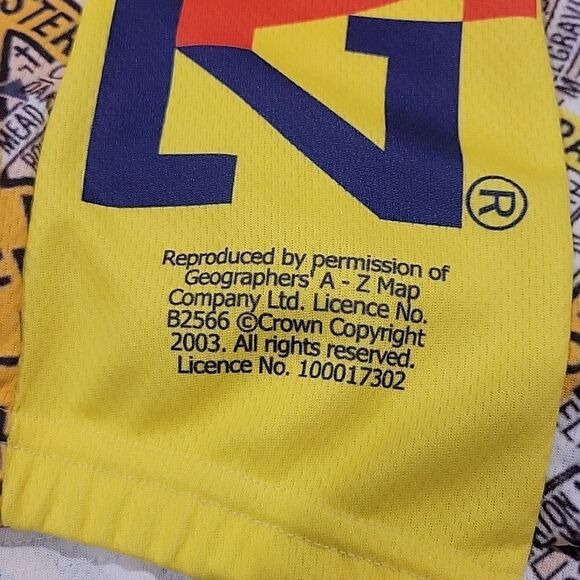 Z®
Reproduced by permission of
Geographers' A - Z Map
Company Ltd. Licence No.
B2566 ©Crown Copyright
2003. All rights reserved.
Licence No. 100017302
MEAD